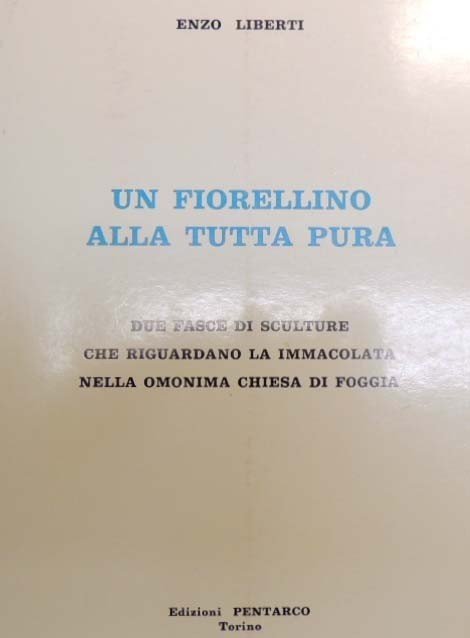 ENZO LIBERTI
UN FIORELLINO
ALLA TUTTA PURA
DUE FASCE DI SCULTURE
CHE RIGUARDANO LA IMMACOLATA
NELLA OMONIMA CHIESA DI FOGGIA
Edizioni PENTARCO
Torino